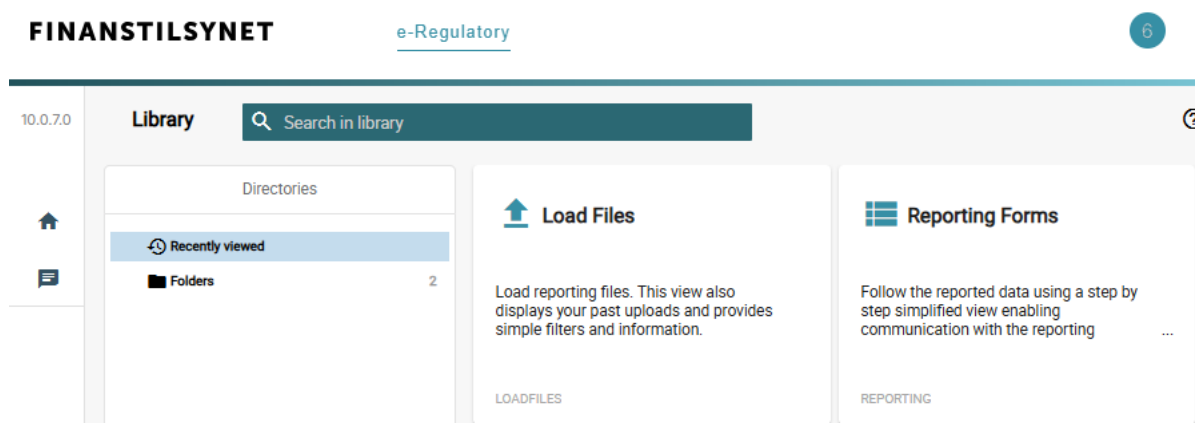 FINANSTILSYNET
e-Regulatory
6
10.0.7.0
Library
Search in library
Directories
Recently viewed
Folders 2
Load Files
Load reporting files. This view also
displays your past uploads and provides
simple filters and information.
LOADFILES
Reporting Forms
Follow the reported data using a step by
step simplified view enabling
communication with the reporting ...
REPORTING